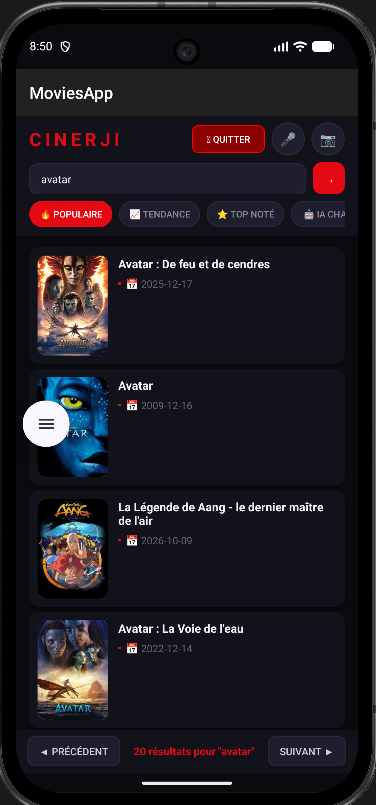 8:50
MoviesApp
CINERJI
QUITTER
avatar
→
POPULAIRE
TENDANCE
TOP NOTÉ
IA CHA
Avatar : De feu et de cendres
2025-12-17
Avatar
2009-12-16
AANG
La Légende de Aang - le dernier maître
de l'air
2026-10-09
AVATAR
Avatar : La Voie de l'eau
2022-12-14
◄ PRÉCÉDENT
20 résultats pour "avatar"
SUIVANT ►